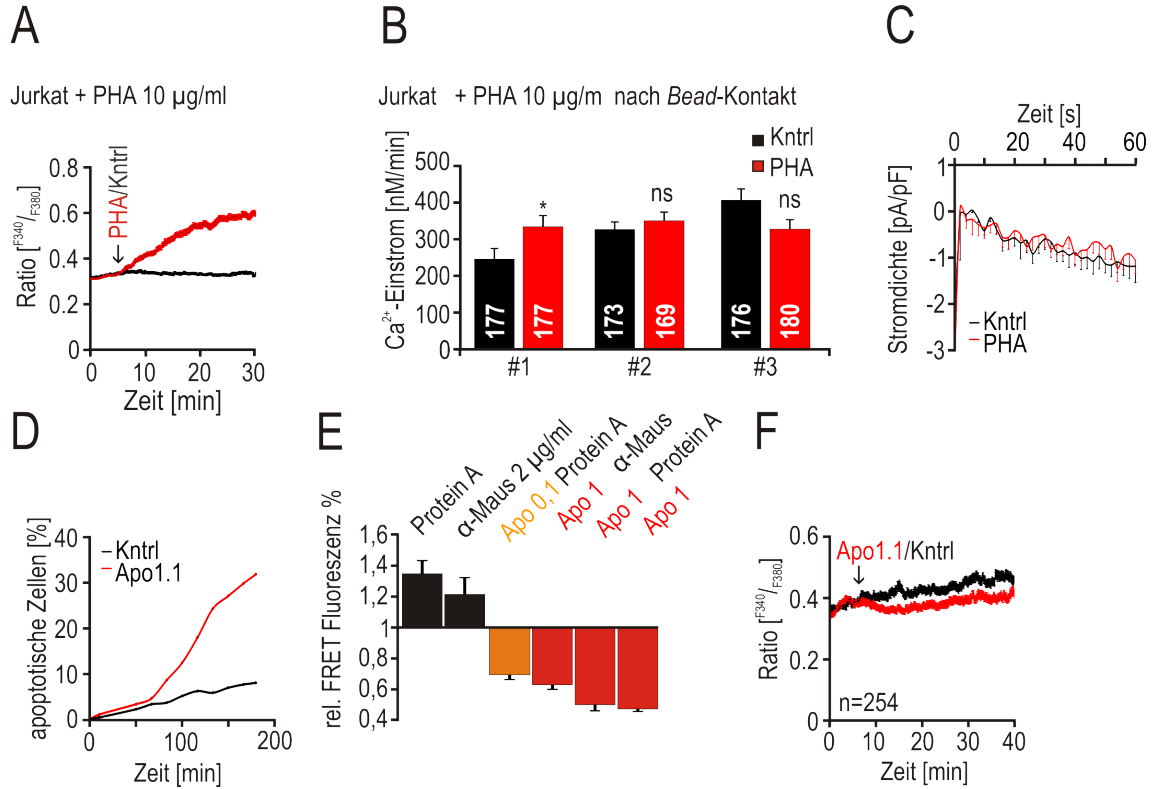 A
Jurkat + PHA 10 µg/ml
Ratio [F340/F380]
0,8
0.6
0.4
0.2
0
PHA/Kntrl
0 10 20 30
Zeit [min]
B
Jurkat + PHA 10 µg/m nach Bead-Kontakt
Ca2+-Einstrom [nM/min]
500
400
300
200
100
0
Kntrl
PHA
* ns ns
177 177 173 169 176 180
#1 #2 #3
C
Zeit [s]
0 20 40 60
Stromdichte [pA/pF]
1
0
-1
-2
-3
Kntrl
PHA
D
apoptotische Zellen [%]
40
30
20
10
0
Kntrl
Apo1.1
0 100 200
Zeit [min]
E
rel. FRET Fluoreszenz %
Protein A
α-Maus 2 µg/ml
Apo 0,1 Protein A
Apo 1 α-Maus
Apo 1 Protein A
Apo 1
1,6
1.4
1.2
1
0,8
0,6
0,4
F
Ratio [F340/F380]
0.6
0.4
0.2
0
Apo1.1/Kntrl
n=254
0 10 20 30 40
Zeit [min]